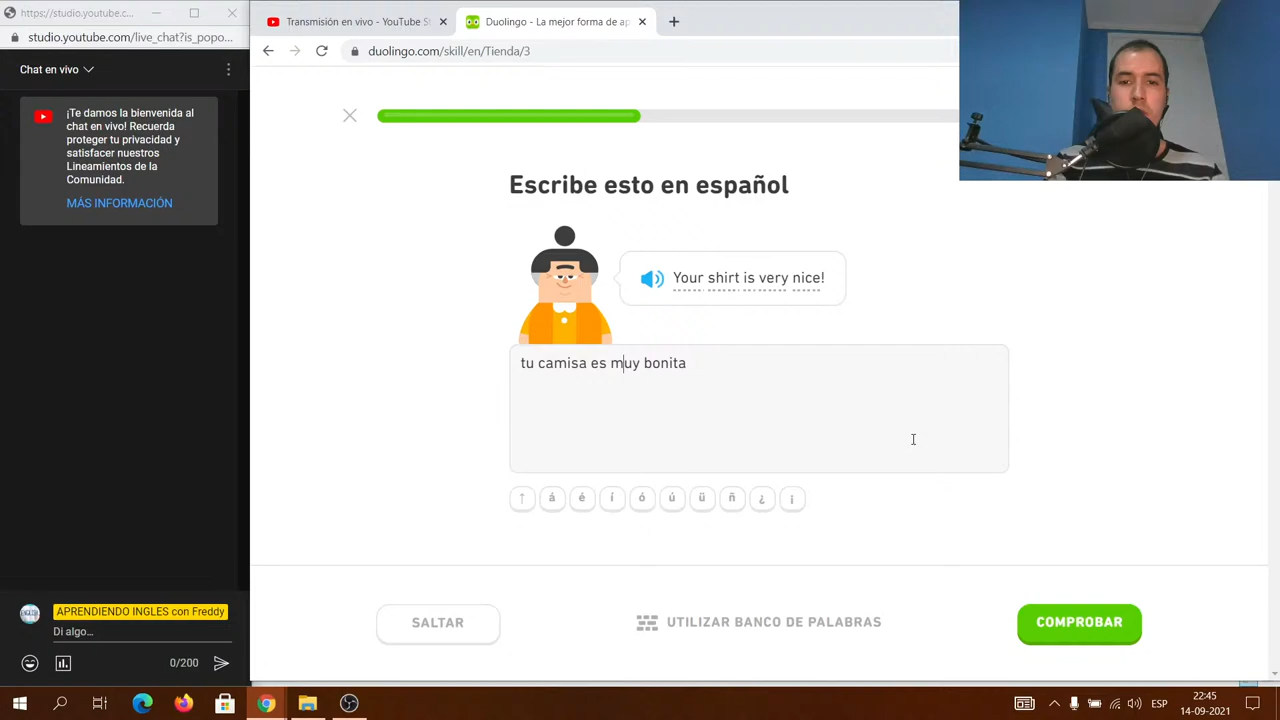 https://studio.youtube.com/live_chat?is_popo...
studio.youtube.com/live_chat?is_popo...
Chat en vivo
¡Te damos la bienvenida al
chat en vivo! Recuerda
proteger tu privacidad y
satisfacer nuestros
Lineamientos de la
Comunidad.
MÁS INFORMACIÓN
APRENDIENDO INGLES con Freddy
Di algo...
0/200
Transmisión en vivo - YouTube St
Duolingo - La mejor forma de ap
duolingo.com/skill/en/Tienda/3
Escribe esto en español
Your shirt is very nice!
tu camisa es muy bonita
↑ á é í ó ú ü ñ ¿ ¡
SALTAR
UTILIZAR BANCO DE PALABRAS
COMPROBAR
ESP
22:45
14-09-2021